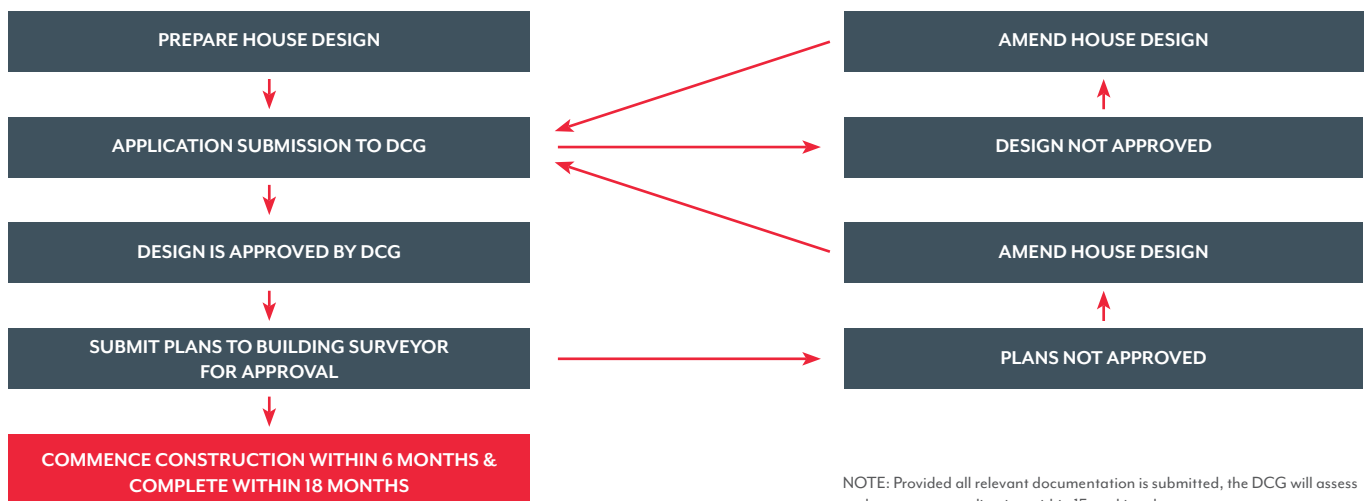 PREPARE HOUSE DESIGN
APPLICATION SUBMISSION TO DCG
DESIGN IS APPROVED BY DCG
SUBMIT PLANS TO BUILDING SURVEYOR
FOR APPROVAL
COMMENCE CONSTRUCTION WITHIN 6 MONTHS &
COMPLETE WITHIN 18 MONTHS
AMEND HOUSE DESIGN
DESIGN NOT APPROVED
AMEND HOUSE DESIGN
PLANS NOT APPROVED
NOTE: Provided all relevant documentation is submitted, the DCG will assess